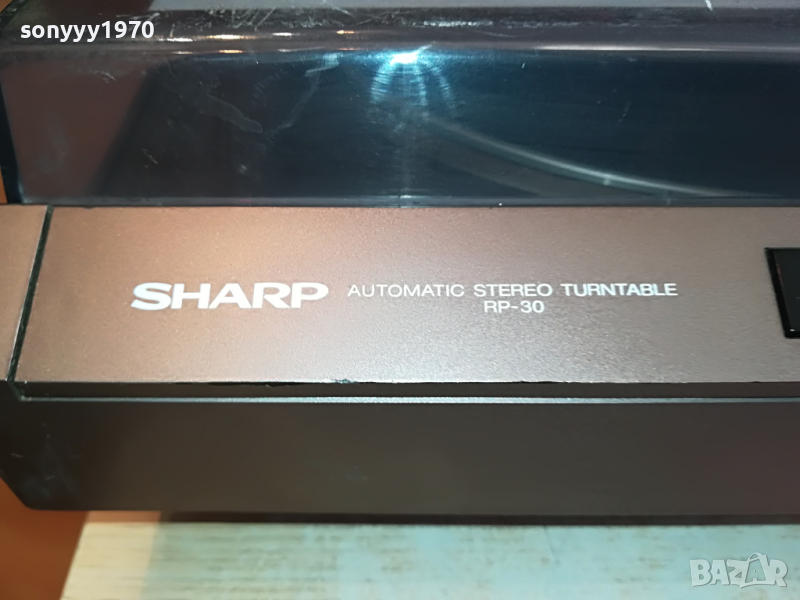 sonyyy1970
SHARP AUTOMATIC STEREO TURNTABLE
RP-30
BAZAR